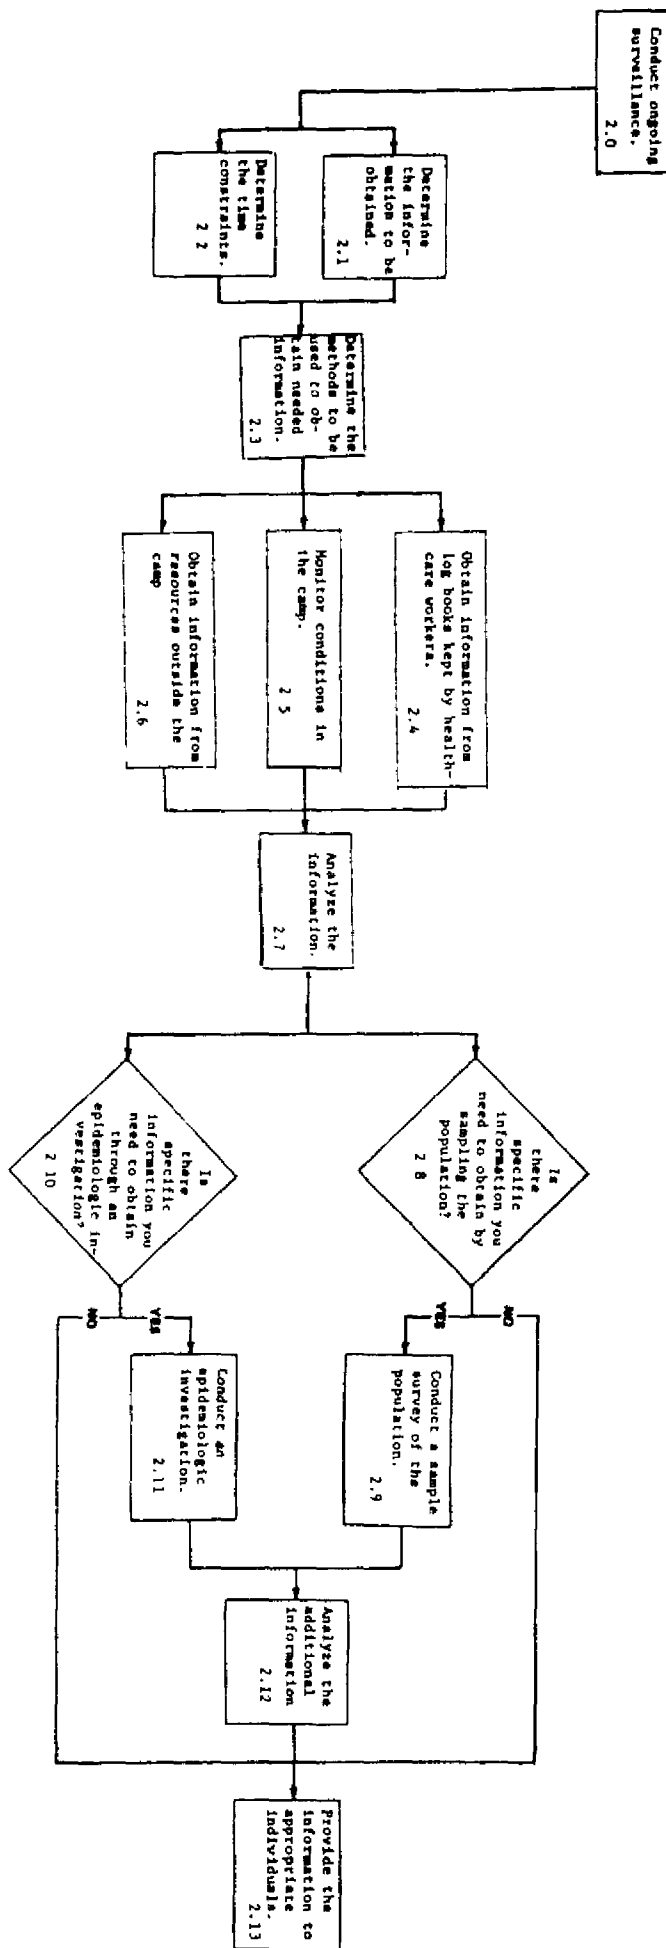 Conduct ongoing
surveillance.
2.0
Determine
the infor-
mation to be
obtained.
2.1
Determine
the time
constraints.
2 2
Determine the
methods to be
used to ob-
tain needed
information.
2.3
Obtain information from
log books kept by health-
care workers.
2.4
Monitor conditions in
the camp.
2 5
Obtain information from
resources outside the
camp
2.6
Analyze the
information.
2.7
Is
there
specific
information you
need to obtain by
sampling the
population?
2 8
NO
YES
Is
there
specific
information you
need to obtain
through an
epidemiologic in-
vestigation?
2 10
YES
NO
Conduct a sample
survey of the
population.
2.9
Conduct an
epidemiologic
investigation.
2.11
Analyze the
additional
information
2.12
Provide the
information to
appropriate
individuals.
2.13